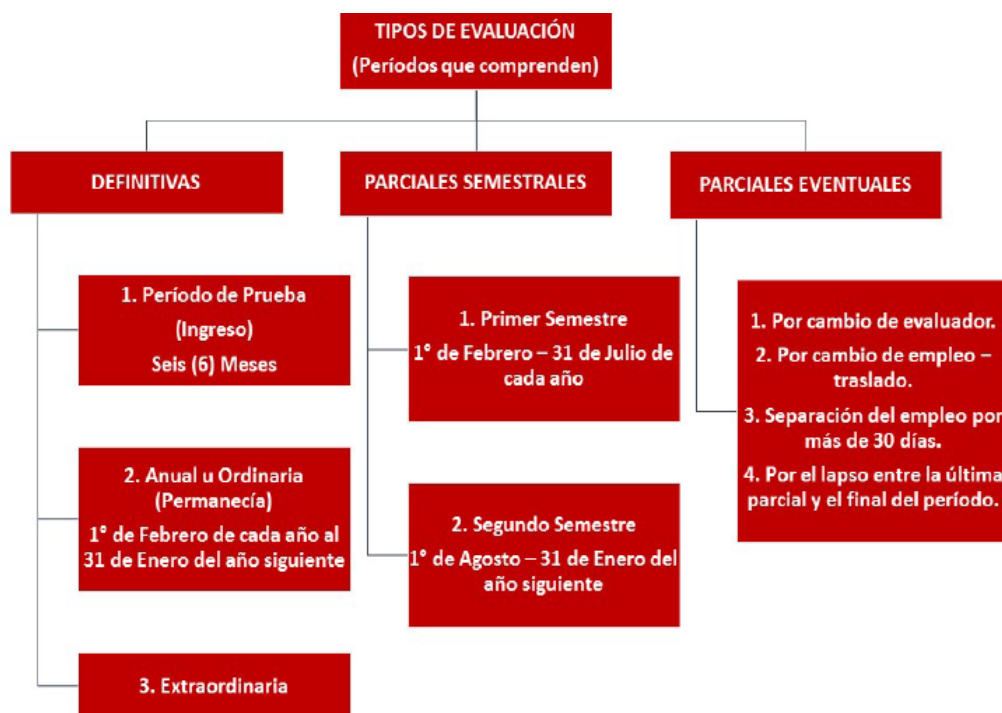 TIPOS DE EVALUACIÓN
(Períodos que comprenden)
DEFINITIVAS
1. Período de Prueba
(Ingreso)
Seis (6) Meses
2. Anual u Ordinaria
(Permanecía)
1° de Febrero de cada año al
31 de Enero del año siguiente
3. Extraordinaria
PARCIALES SEMESTRALES
1. Primer Semestre
1° de Febrero – 31 de Julio de
cada año
2. Segundo Semestre
1° de Agosto – 31 de Enero del
año siguiente
PARCIALES EVENTUALES
1. Por cambio de evaluador.
2. Por cambio de empleo –
traslado.
3. Separación del empleo por
más de 30 días.
4. Por el lapso entre la última
parcial y el final del período.